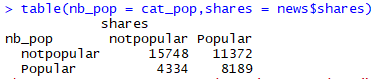 > table(nb_pop = cat_pop,shares = news$shares)
shares
nb_pop notpopular Popular
notpopular 15748 11372
Popular 4334 8189